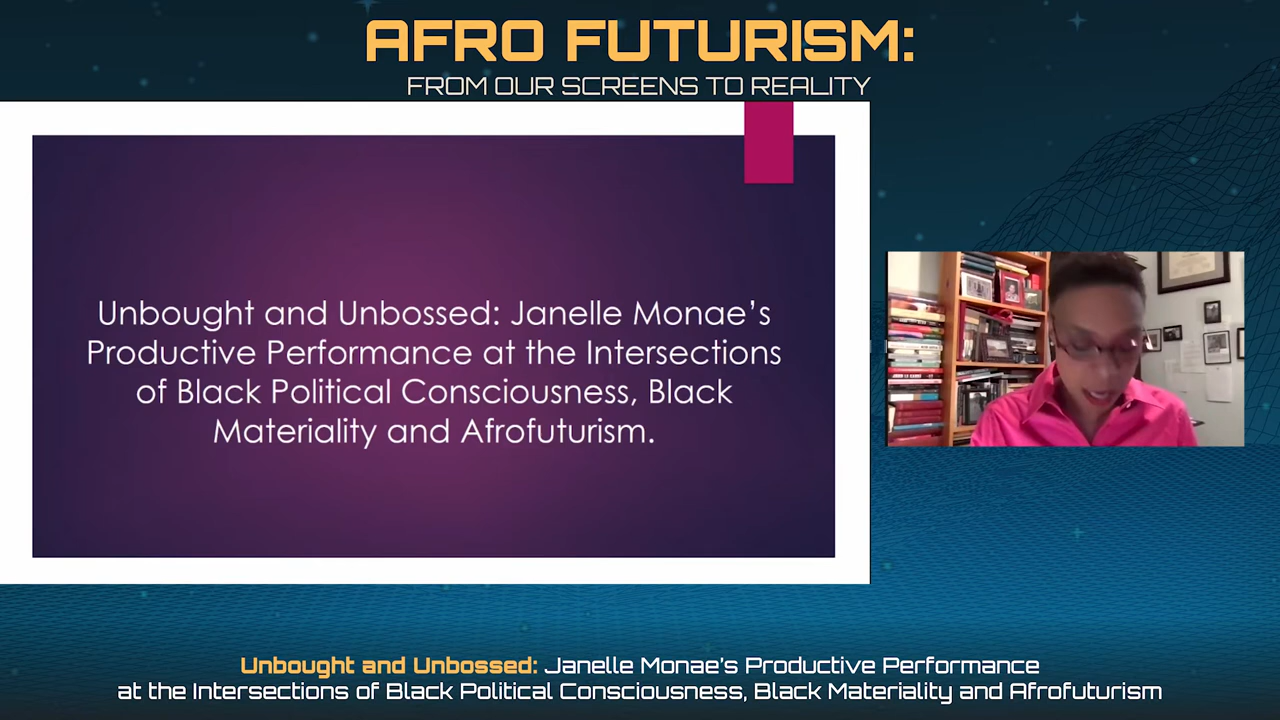 AFRO FUTURISM:
FROM OUR SCREENS TO REALITY
Unbought and Unbossed: Janelle Monae’s
Productive Performance at the Intersections
of Black Political Consciousness, Black
Materiality and Afrofuturism.
Unbought and Unbossed: Janelle Monae's Productive Performance
at the Intersections of Black Political Consciousness, Black Materiality and Afrofuturism